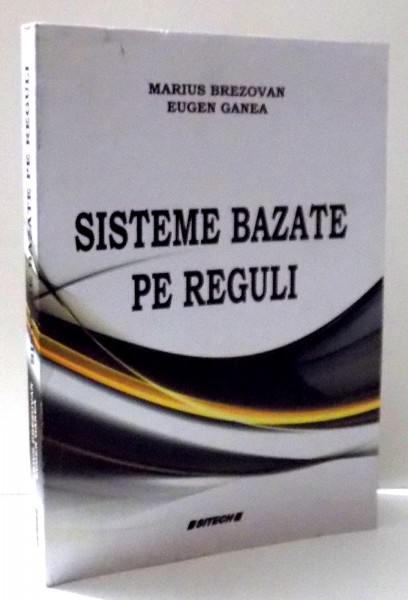 MARIUS BREZOVAN
EUGEN GANEA
SISTEME BAZATE
PE REGULI
SITECH